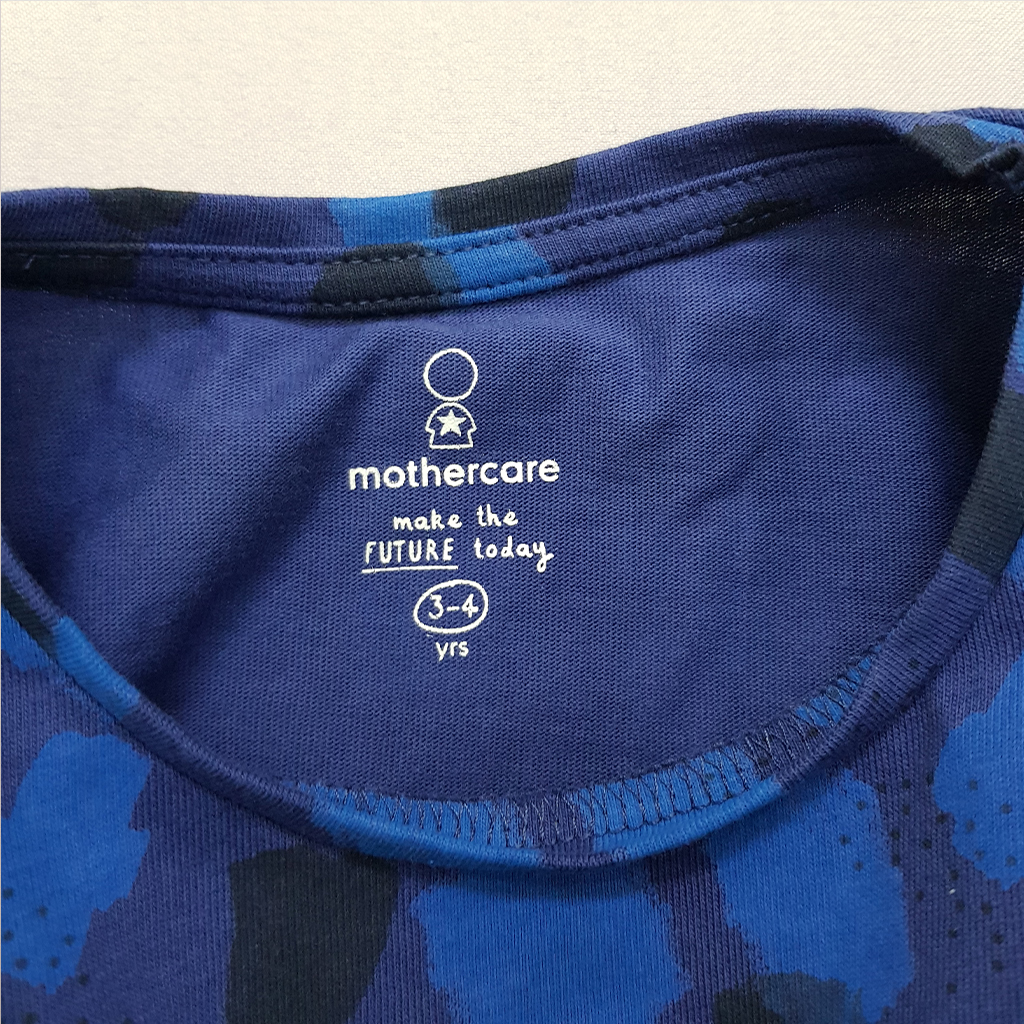 mothercare
make the
FUTURE today
3-4
yrs